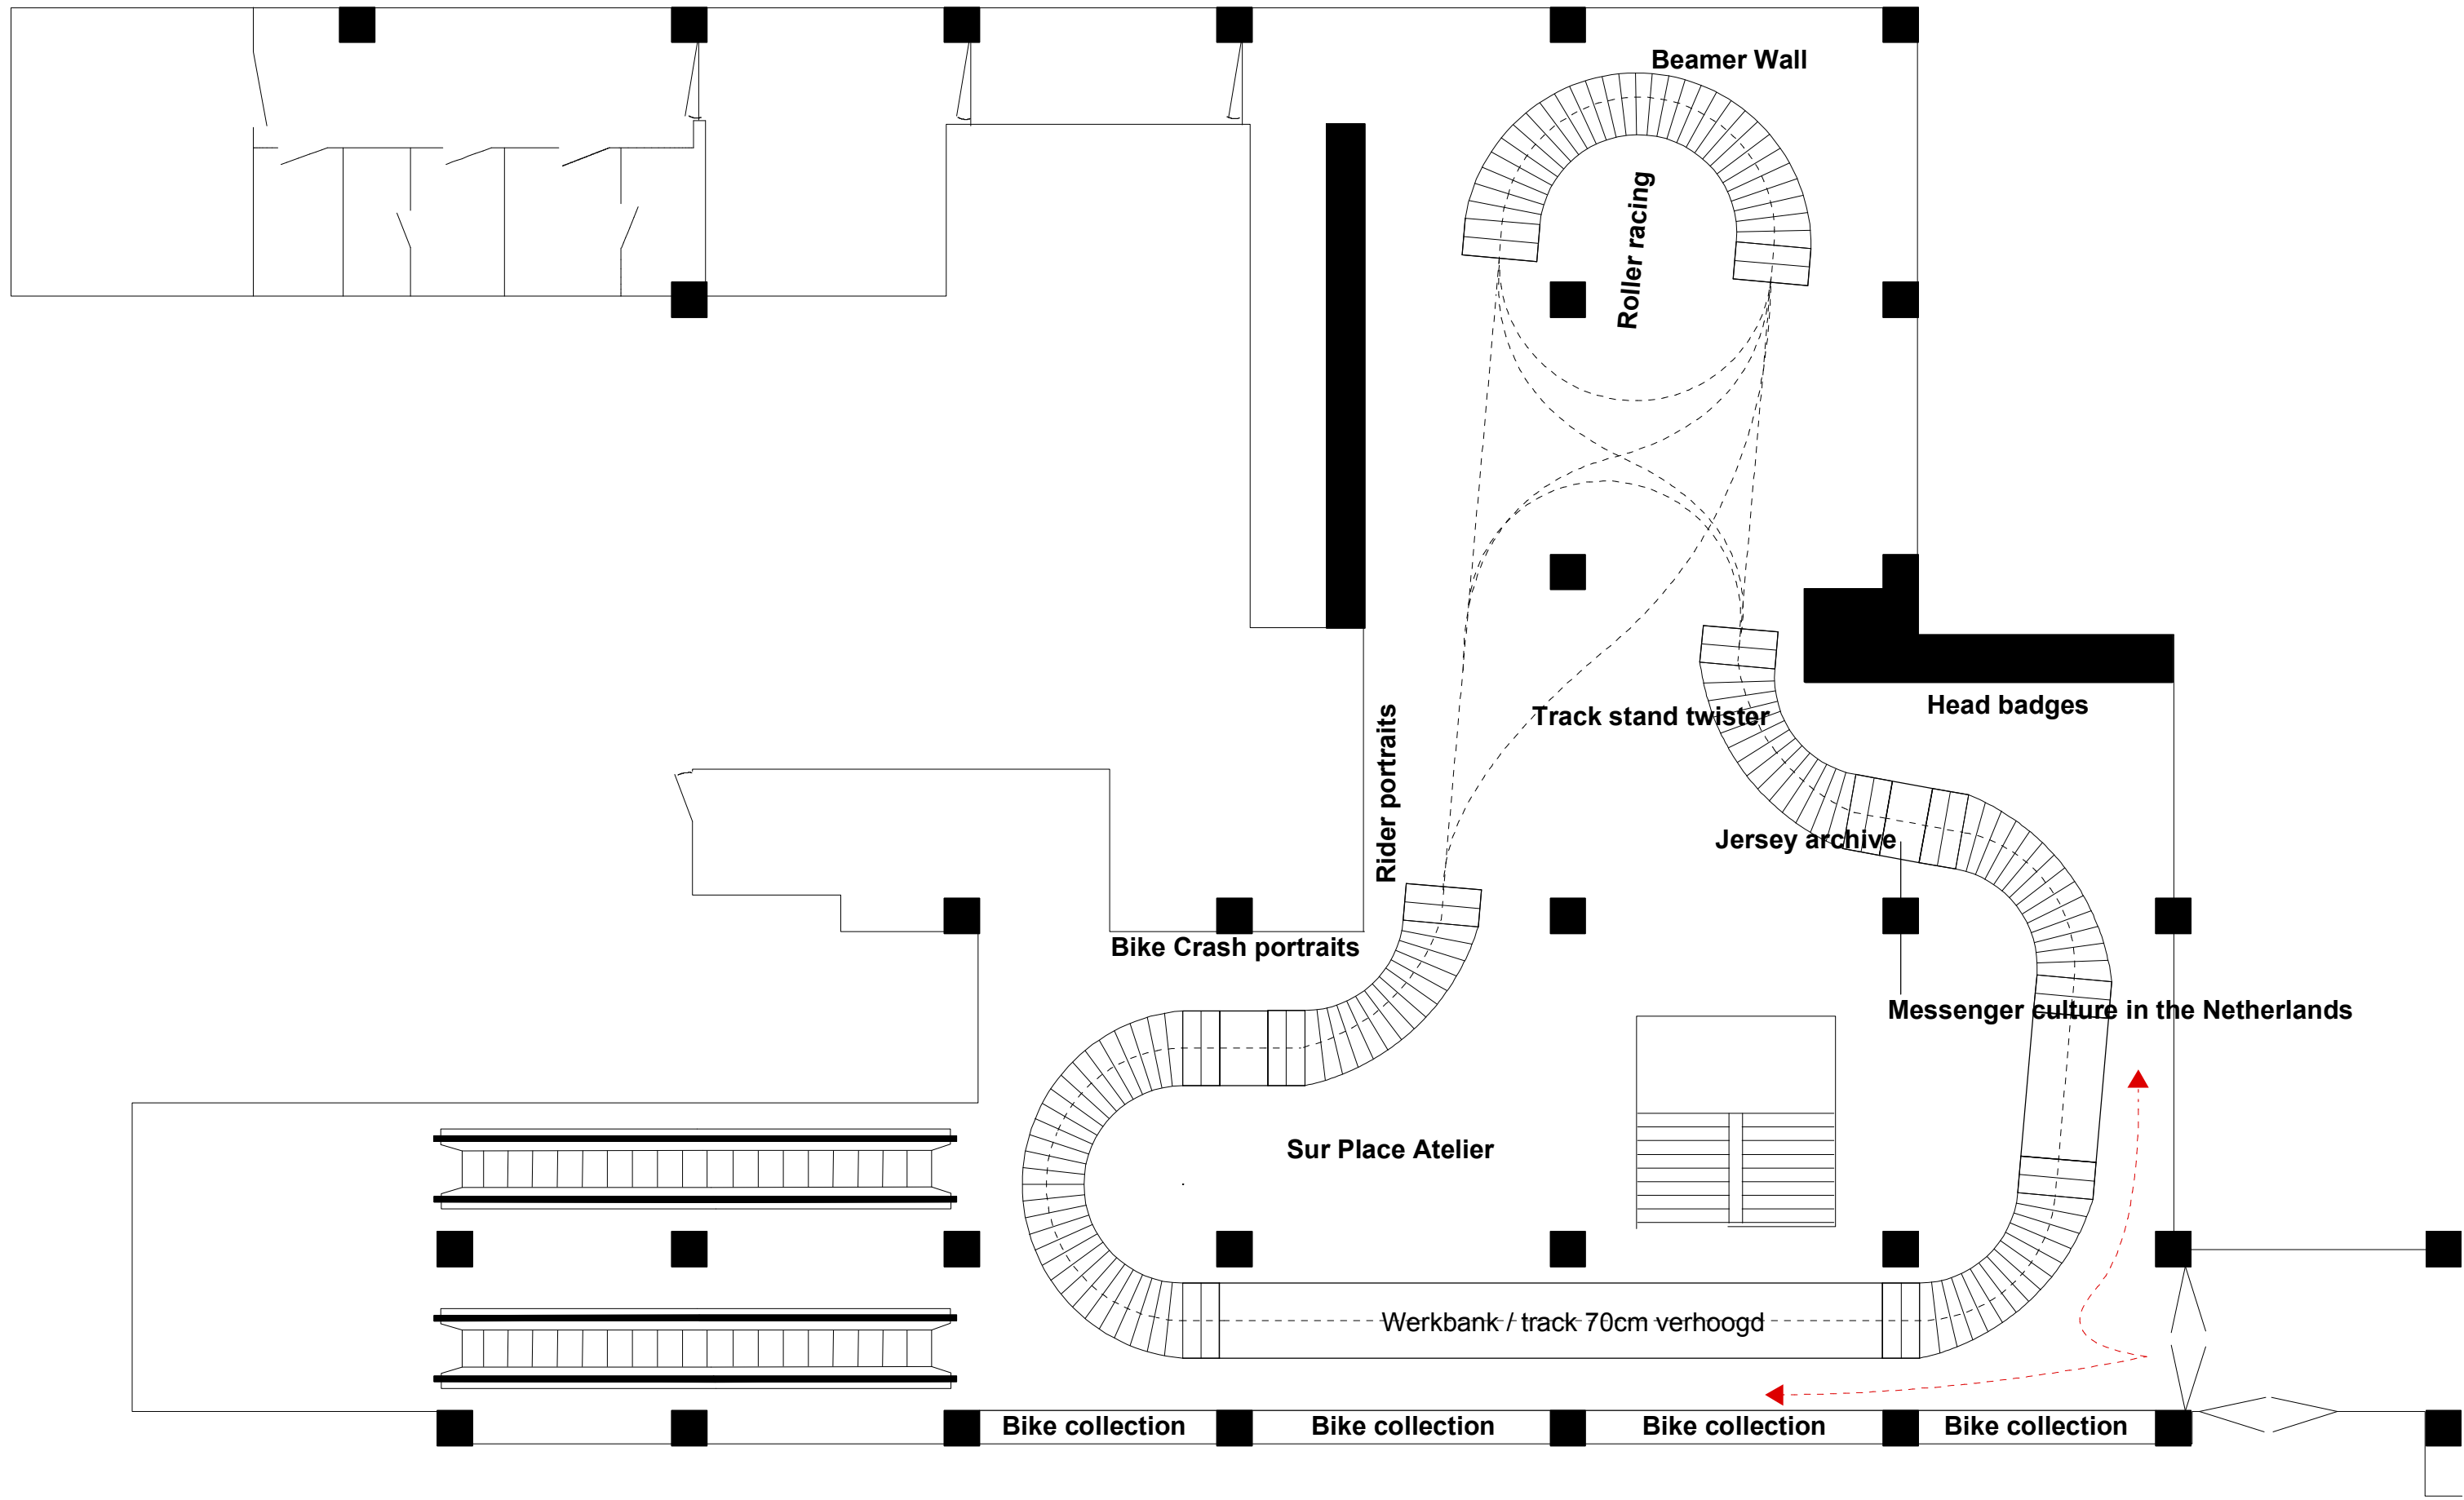 Beamer Wall
Roller racing
Head badges
Track stand twister
Rider portraits
Jersey archive
Bike Crash portraits
Messenger culture in the Netherlands
Sur Place Atelier
Werkbank / track 70cm verhoogd
Bike collection
Bike collection
Bike collection
Bike collection